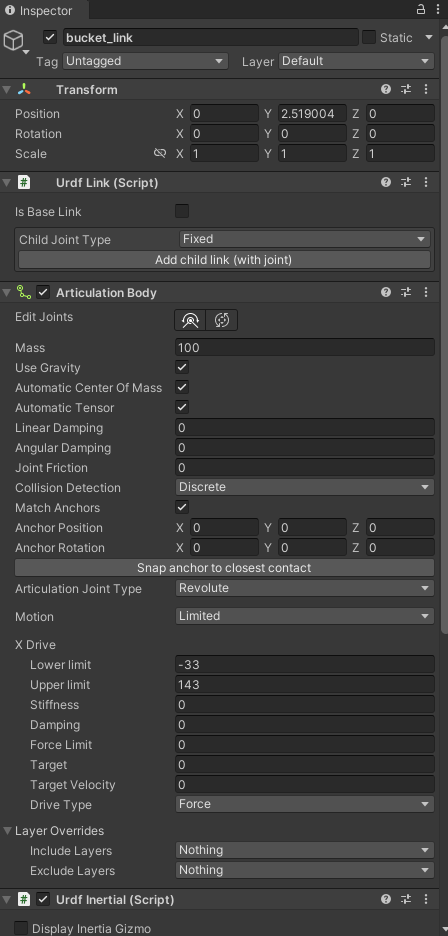 Inspector
bucket_link Static
Tag Untagged Layer Default
Transform
Position X 0 Y 2.519004 Z 0
Rotation X 0 Y 0 Z 0
Scale X 1 Y 1 Z 1
# Urdf Link (Script)
Is Base Link
Child Joint Type Fixed
Add child link (with joint)
Articulation Body
Edit Joints
Mass 100
Use Gravity
Automatic Center Of Mass
Automatic Tensor
Linear Damping 0
Angular Damping 0
Joint Friction 0
Collision Detection Discrete
Match Anchors
Anchor Position X 0 Y 0 Z 0
Anchor Rotation X 0 Y 0 Z 0
Snap anchor to closest contact
Articulation Joint Type Revolute
Motion Limited
X Drive
Lower limit -33
Upper limit 143
Stiffness 0
Damping 0
Force Limit 0
Target 0
Target Velocity 0
Drive Type Force
Layer Overrides
Include Layers Nothing
Exclude Layers Nothing
# Urdf Inertial (Script)
Display Inertia Gizmo